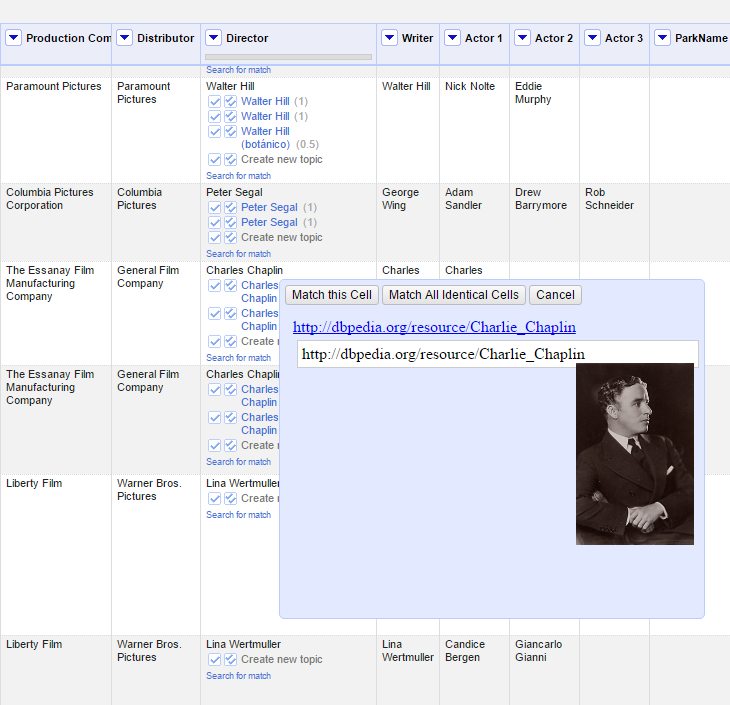 Production Com Distributor Director Writer Actor 1 Actor 2 Actor 3 ParkName
Search for match
Paramount Pictures Paramount Walter Hill Walter Hill Nick Nolte Eddie
Pictures Walter Hill (1) Murphy
Walter Hill (1)
Walter Hill
(botánico) (0.5)
Create new topic
Search for match
Columbia Pictures Columbia Peter Segal George Adam Drew Rob
Corporation Pictures Peter Segal (1) Wing Sandler Barrymore Schneider
Peter Segal (1)
Create new topic
Search for match
The Essanay Film General Film Charles Chaplin Charles Charles
Manufacturing Company Charles
Company Chaplin
Charles
Chaplin
Create
Search for match
Match this Cell Match All Identical Cells Cancel
http://dbpedia.org/resource/Charlie_Chaplin
http://dbpedia.org/resource/Charlie_Chaplin
The Essanay Film General Film Charles Chaplin
Manufacturing Company Charles
Company Chaplin
Charles
Chaplin
Create
Search for match
Liberty Film Warner Bros. Lina Wertmuller
Pictures Create
Search for match
Liberty Film Warner Bros. Lina Wertmuller Lina Candice Giancarlo
Pictures Create new topic Wertmuller Bergen Gianni
Search for match